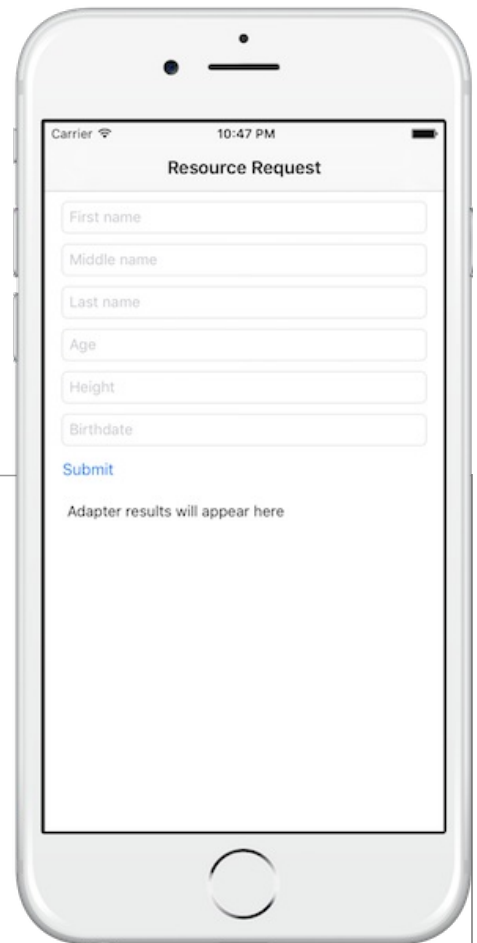 Carrier 10:47 PM
Resource Request
First name
Middle name
Last name
Age
Height
Birthdate
Submit
Adapter results will appear here